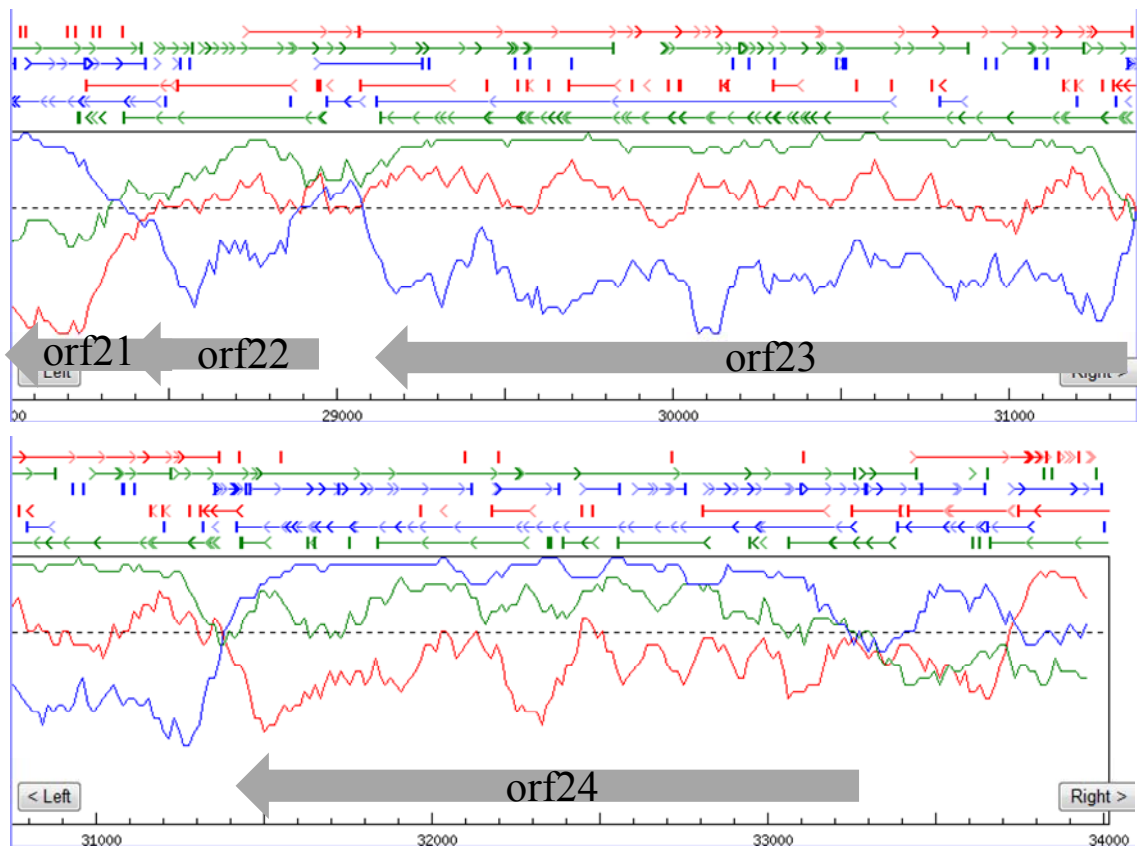 orf21 orf22 orf23
Left Right >
00 29000 30000 31000
orf24
< Left Right >
31000 32000 33000 34000